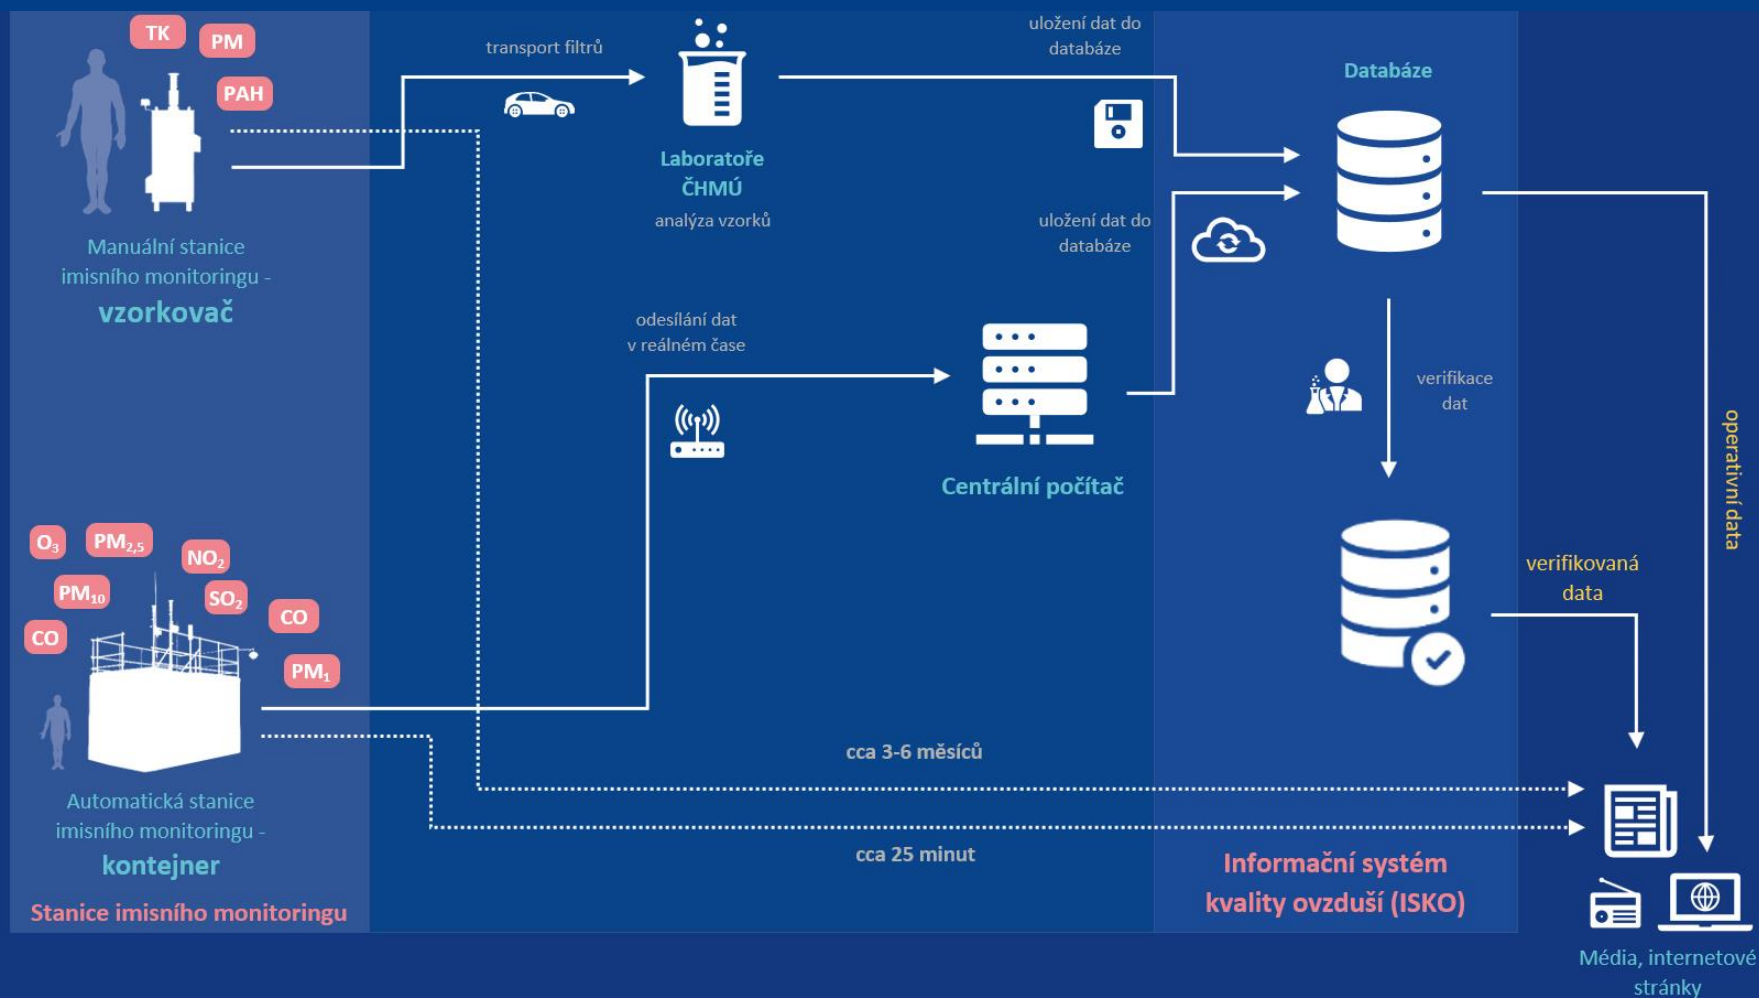 TK
PM
PAH
Manuální stanice
imisního monitoringu -
vzorkovač
transport filtrů
Laboratoře
ČHMÚ
analýza vzorků
uložení dat do
databáze
uložení dat do
databáze
Databáze
odesílání dat
v reálném čase
Centrální počítač
verifikace
dat
operativní data
verifikovaná
data
O₃
PM₂,₅
NO₂
PM₁₀
SO₂
CO
CO
PM₁
Automatická stanice
imisního monitoringu -
kontejner
Stanice imisního monitoringu
cca 3-6 měsíců
cca 25 minut
Informační systém
kvality ovzduší (ISKO)
Média, internetové
stránky